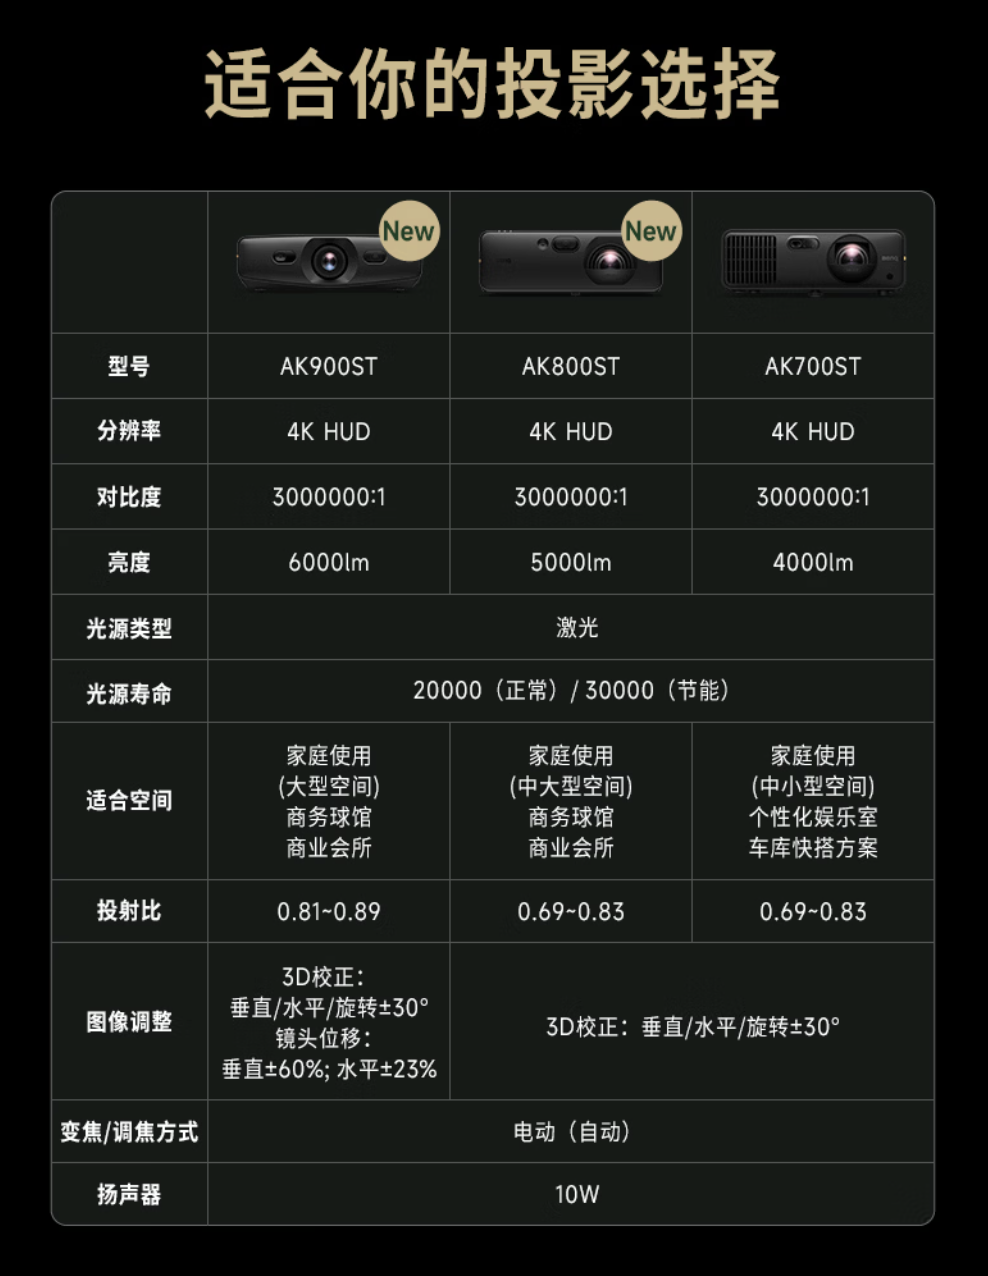 适合你的投影选择
New
New
BenQ
型号 AK900ST AK800ST AK700ST
分辨率 4K HUD 4K HUD 4K HUD
对比度 3000000:1 3000000:1 3000000:1
亮度 6000lm 5000lm 4000lm
光源类型 激光
光源寿命 20000（正常）/ 30000（节能）
适合空间
家庭使用
(大型空间)
商务球馆
商业会所
家庭使用
(中大型空间)
商务球馆
商业会所
家庭使用
(中小型空间)
个性化娱乐室
车库快搭方案
投射比 0.81~0.89 0.69~0.83 0.69~0.83
图像调整
3D校正：
垂直/水平/旋转±30°
镜头位移：
垂直±60%; 水平±23%
3D校正：垂直/水平/旋转±30°
变焦/调焦方式 电动（自动）
扬声器 10W